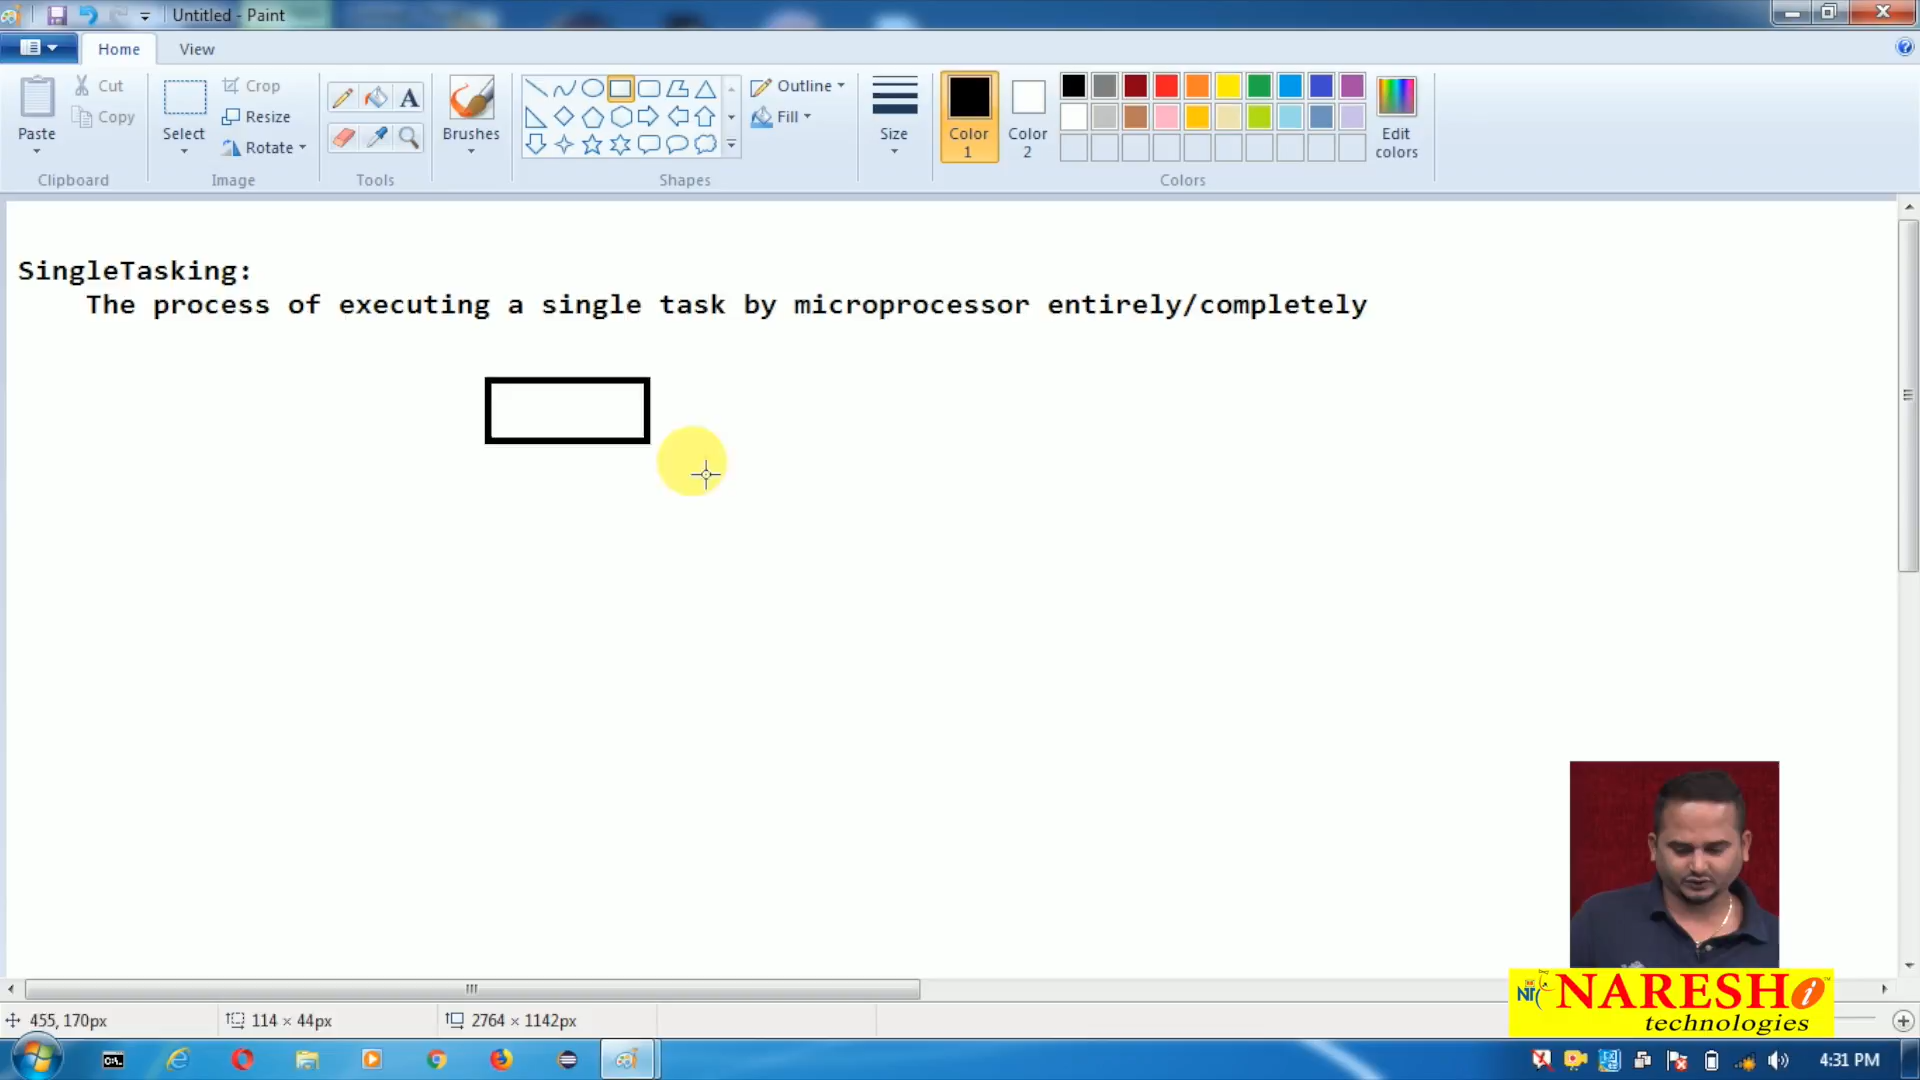 Untitled - Paint
Home
View
Paste
Cut
Copy
Clipboard
Select
Crop
Resize
Rotate
Image
Tools
Brushes
Shapes
Outline
Fill
Size
Color
1
Color
2
Edit
colors
Colors
SingleTasking:
The process of executing a single task by microprocessor entirely/completely
NARESH i
technologies
455, 170px
114 × 44px
2764 × 1142px
4:31 PM